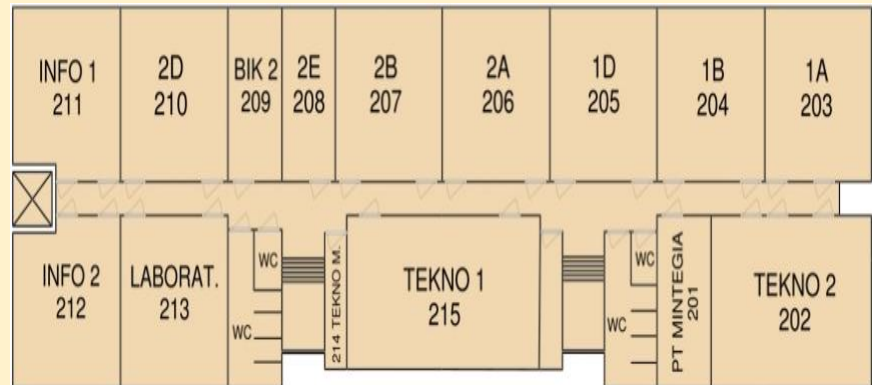 INFO 1
211
2D
210
BIK 2
209
2E
208
2B
207
2A
206
1D
205
1B
204
1A
203
INFO 2
212
LABORAT.
213
WC
WC
214 TEKNO M.
TEKNO 1
215
WC
WC
PT MINTEGIA
201
TEKNO 2
202